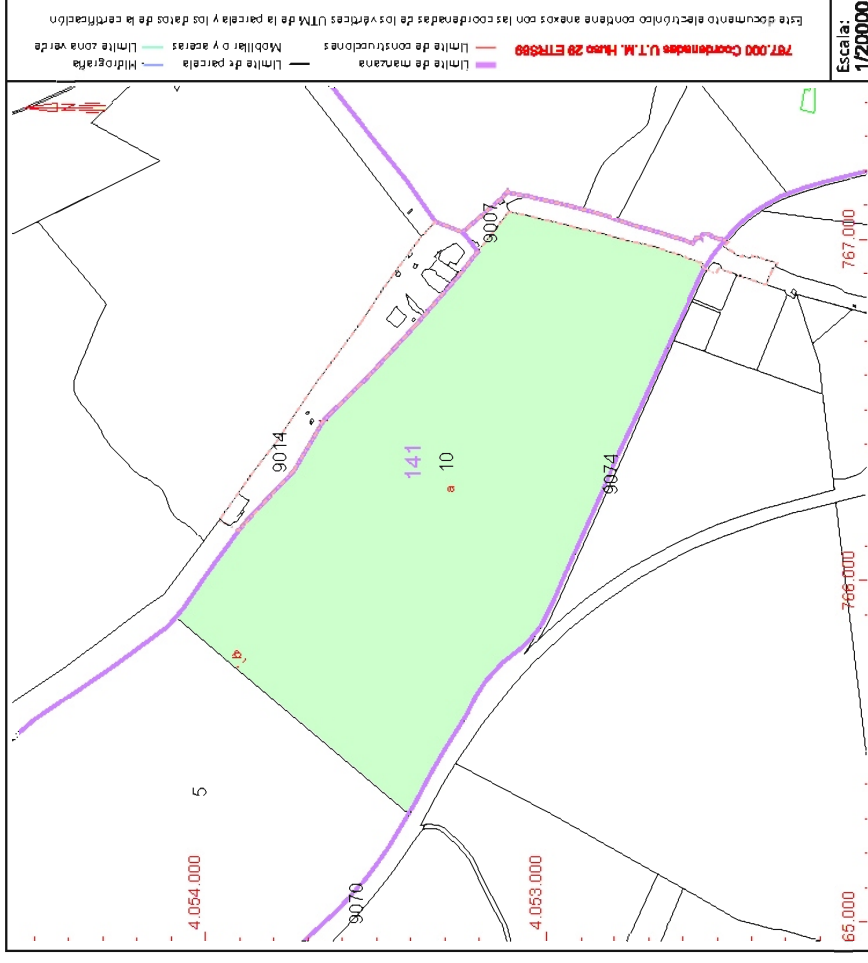 Este documento electrónico contiene anexos con las coordenadas de los vértices UTM de la parcela y los datos de la certificación
767.000 Coordenadas U.T.M. Huso 29 ETRS89
Límite de manzana
Límite de construcciones
Límite de parcela
Mobiliario y aceras
Límite zona verde
Hidrografía
Escala:
1/20000
9007
767.000
9014
141
10
a
9074
766.000
5
4.054.000
9070
4.053.000
65.000